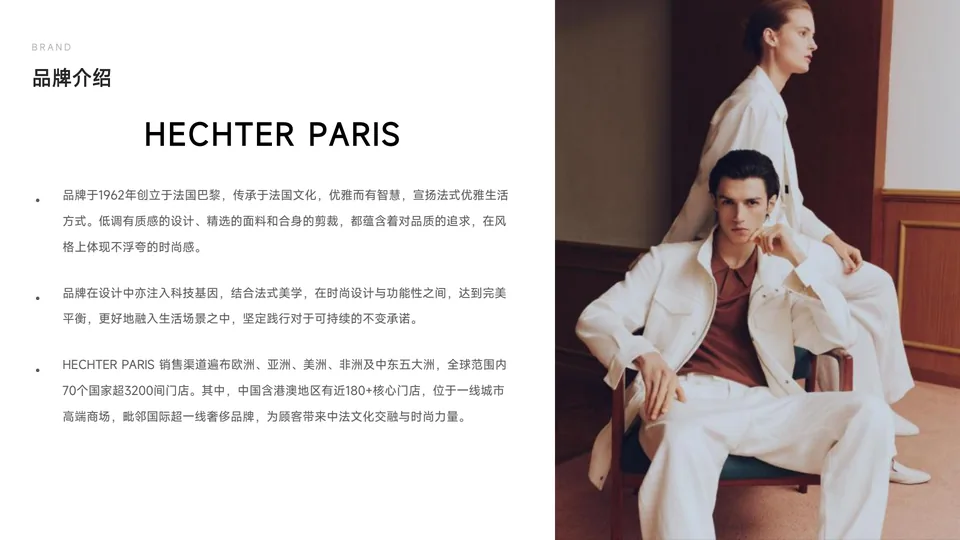 BRAND
品牌介绍
HECHTER PARIS
• 品牌于1962年创立于法国巴黎，传承于法国文化，优雅而有智慧，宣扬法式优雅生活
方式。低调有质感的设计、精选的面料和合身的剪裁，都蕴含着对品质的追求，在风
格上体现不浮夸的时尚感。
• 品牌在设计中亦注入科技基因，结合法式美学，在时尚设计与功能性之间，达到完美
平衡，更好地融入生活场景之中，坚定践行对于可持续的不变承诺。
• HECHTER PARIS 销售渠道遍布欧洲、亚洲、美洲、非洲及中东五大洲，全球范围内
70个国家超3200间门店。其中，中国含港澳地区有近180+核心门店，位于一线城市
高端商场，毗邻国际超一线奢侈品牌，为顾客带来中法文化交融与时尚力量。